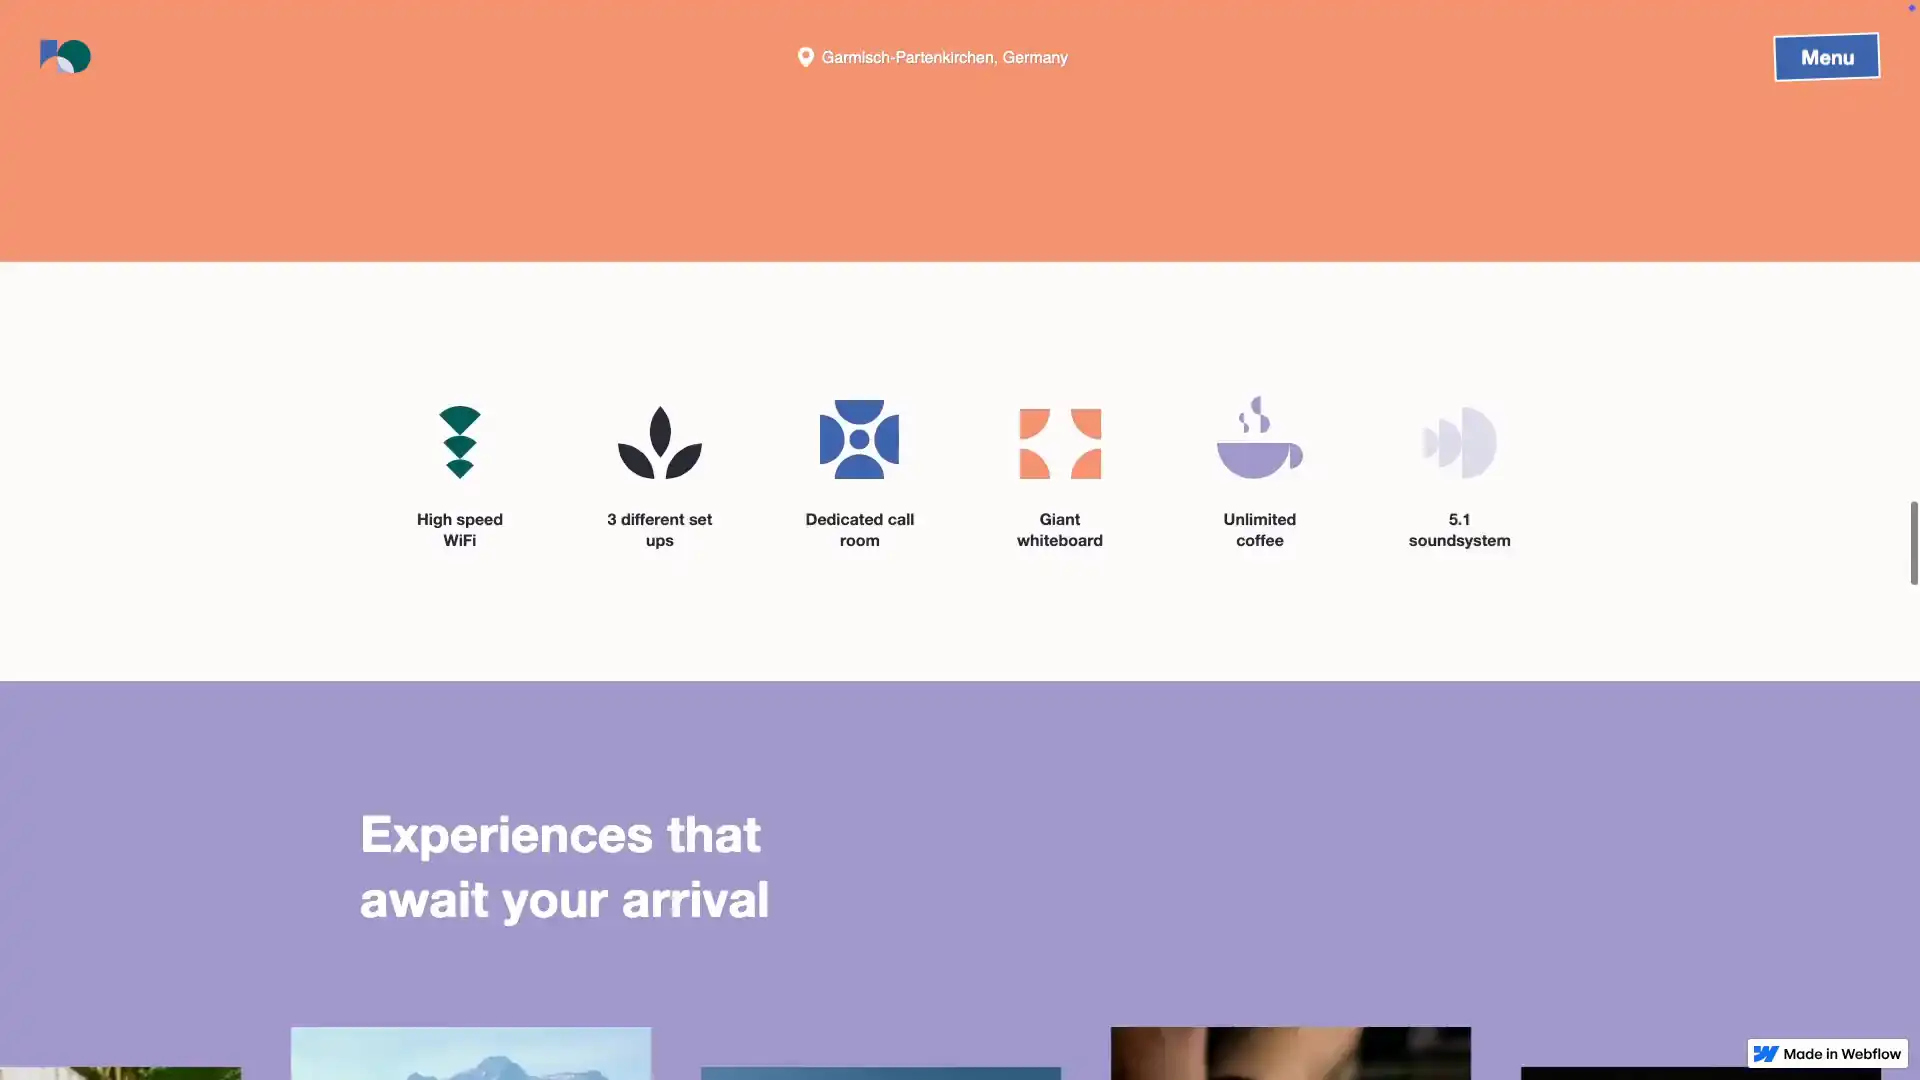 Garmisch-Partenkirchen, Germany
Menu
High speed
WiFi
3 different set
ups
Dedicated call
room
Giant
whiteboard
Unlimited
coffee
5.1
soundsystem
Experiences that
await your arrival
Made in Webflow